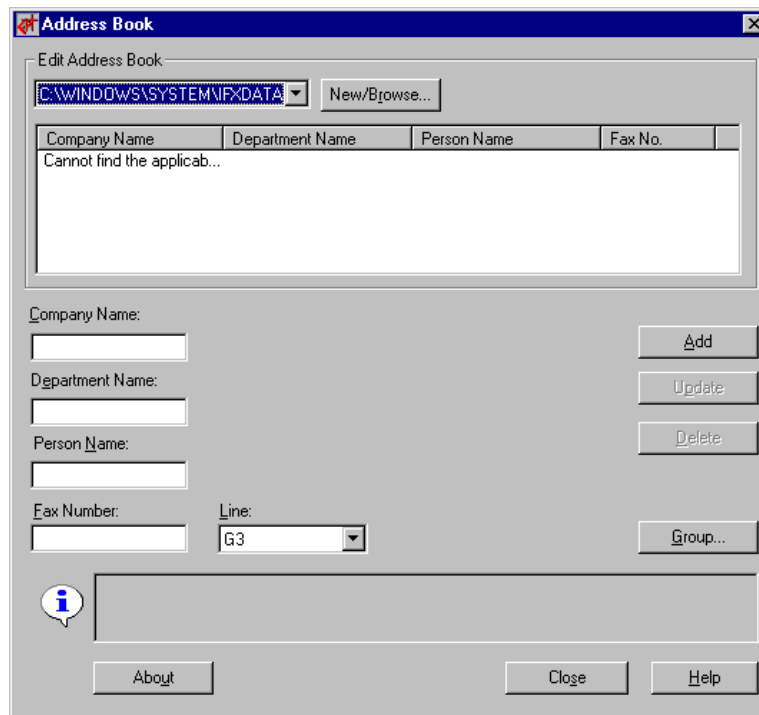 Address Book
Edit Address Book
C:\WINDOWS\SYSTEM\IFXDATA New/Browse...
Company Name Department Name Person Name Fax No.
Cannot find the applicab...
Company Name:
Add
Department Name:
Update
Person Name:
Delete
Fax Number: Line:
G3 Group...
About Close Help